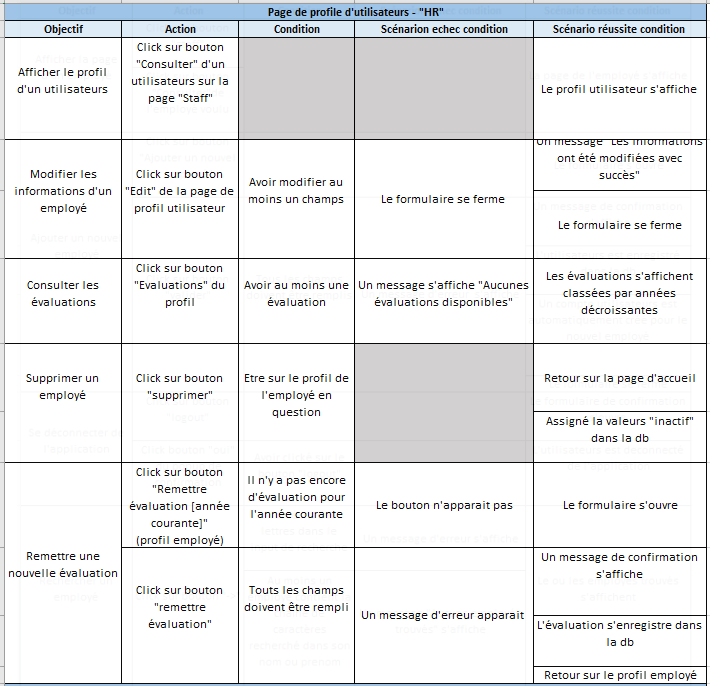 Page de profile d'utilisateurs - "HR"
Objectif
Action
Condition
Scénarion echec condition
Scénario réussite condition
Afficher le profil
d'un utilisateurs
Click sur bouton
"Consulter" d'un
utilisateurs sur la
page "Staff"
Le profil utilisateur s'affiche
Modifier les
informations d'un
employé
Click sur bouton
"Edit" de la page de
profil utilisateur
Avoir modifier au
moins un champs
Le formulaire se ferme
Un message "Les informations
ont été modifiées avec
succès"
Le formulaire se ferme
Consulter les
évaluations
Click sur bouton
"Evaluations" du
profil
Avoir au moins une
évaluation
Un message s'affiche "Aucunes
évaluations disponibles"
Les évaluations s'affichent
classées par années
décroissantes
Supprimer un
employé
Click sur bouton
"supprimer"
Etre sur le profil de
l'employé en
question
Retour sur la page d'accueil
Assigné la valeurs "inactif"
dans la db
Remettre une
nouvelle évaluation
Click sur bouton
"Remettre
évaluation [année
courante]"
(profil employé)
Il n'y a pas encore
d'évaluation pour
l'année courante
Le bouton n'apparait pas
Le formulaire s'ouvre
Click sur bouton
"remettre
évaluation"
Touts les champs
doivent être rempli
Un message d'erreur apparait
Un message de confirmation
s'affiche
L'évaluation s'enregistre dans
la db
Retour sur le profil employé